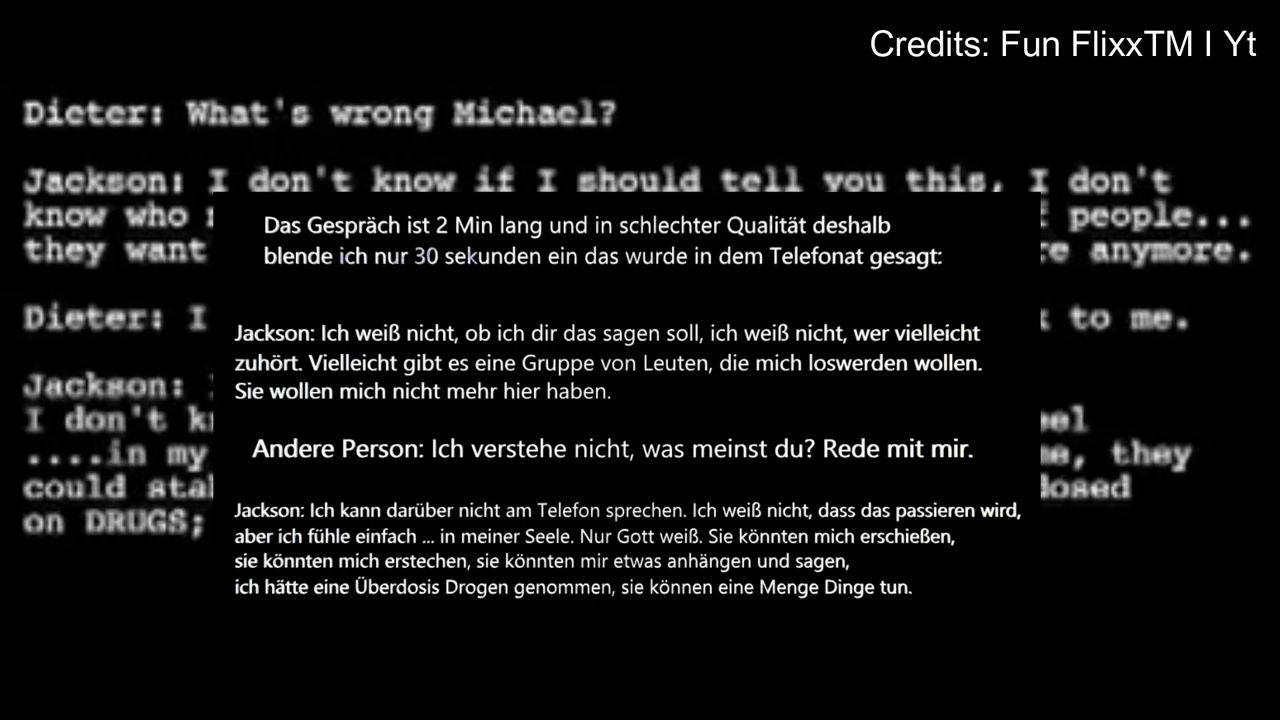 Credits: Fun FlixxTM I Yt
Dieter: What's wrong Michael?
Jackson: I don't know if I should tell you this, I don't
know who people...
they want anymore.
Dieter: I to me.
Jackson:
I don't
....in my they
could
on DRUGS;
Das Gespräch ist 2 Min lang und in schlechter Qualität deshalb
blende ich nur 30 sekunden ein das wurde in dem Telefonat gesagt:
Jackson: Ich weiß nicht, ob ich dir das sagen soll, ich weiß nicht, wer vielleicht
zuhört. Vielleicht gibt es eine Gruppe von Leuten, die mich loswerden wollen.
Sie wollen mich nicht mehr hier haben.
Andere Person: Ich verstehe nicht, was meinst du? Rede mit mir.
Jackson: Ich kann darüber nicht am Telefon sprechen. Ich weiß nicht, dass das passieren wird,
aber ich fühle einfach ... in meiner Seele. Nur Gott weiß. Sie könnten mich erschießen,
sie könnten mich erstechen, sie könnten mir etwas anhängen und sagen,
ich hätte eine Überdosis Drogen genommen, sie können eine Menge Dinge tun.